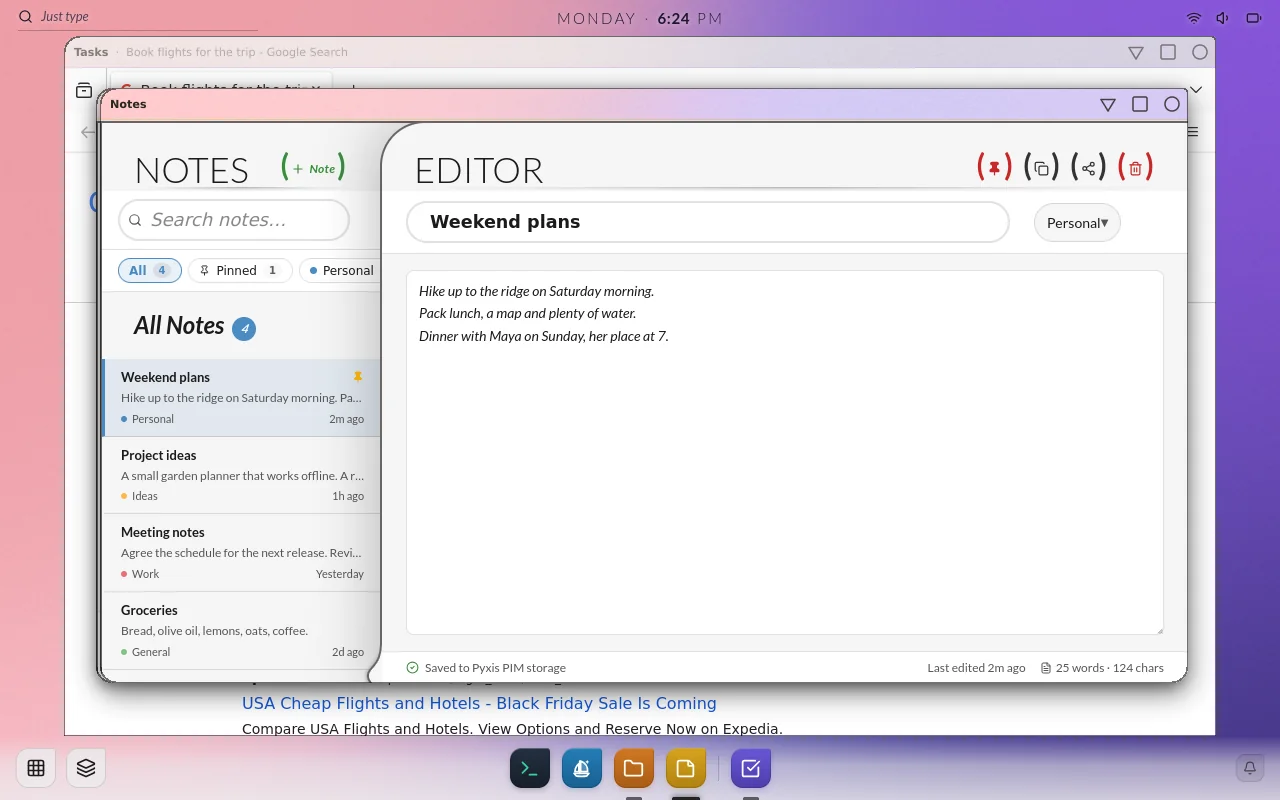 Just type
MONDAY · 6:24 PM
Tasks · Book flights for the trip - Google Search
Notes
NOTES
+ Note
Search notes...
All 4
Pinned 1
Personal
All Notes 4
Weekend plans
Hike up to the ridge on Saturday morning. Pa...
Personal 2m ago
Project ideas
A small garden planner that works offline. A r...
Ideas 1h ago
Meeting notes
Agree the schedule for the next release. Revi...
Work Yesterday
Groceries
Bread, olive oil, lemons, oats, coffee.
General 2d ago
EDITOR
Weekend plans
Personal▾
Hike up to the ridge on Saturday morning.
Pack lunch, a map and plenty of water.
Dinner with Maya on Sunday, her place at 7.
Saved to Pyxis PIM storage
Last edited 2m ago
25 words · 124 chars
USA Cheap Flights and Hotels - Black Friday Sale Is Coming
Compare USA Flights and Hotels. View Options and Reserve Now on Expedia.